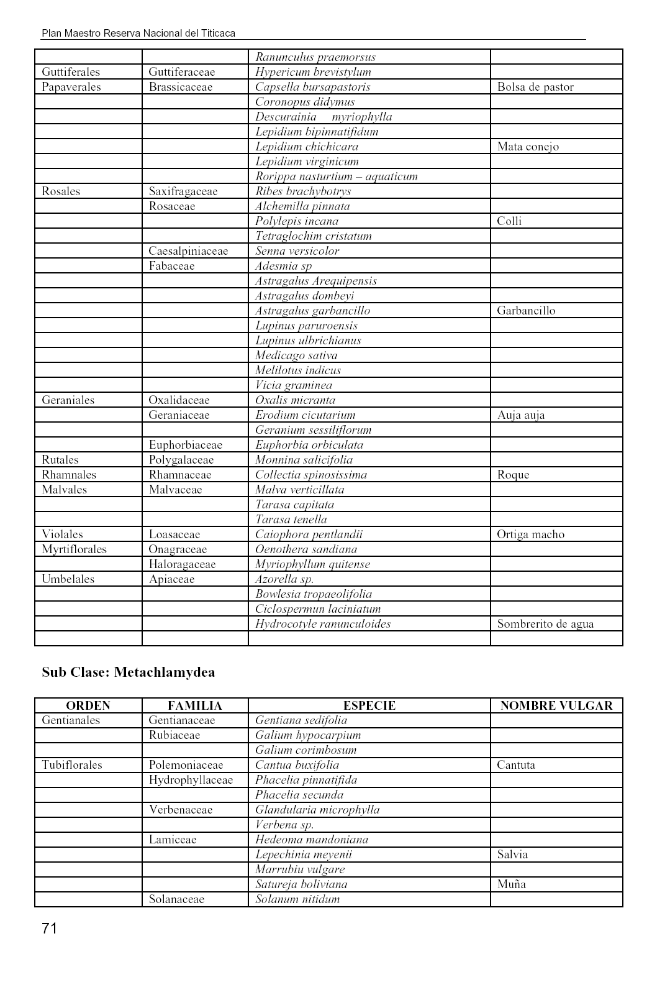 Plan Maestro Reserva Nacional del Titicaca
Ranunculus praemorsus
Guttiferales Guttiferaceae Hypericum brevistylum
Papaverales Brassicaceae Capsella bursapastoris Bolsa de pastor
Coronopus didymus
Descurainia myriophylla
Lepidium bipinnatifidum
Lepidium chichicara Mata conejo
Lepidium virginicum
Rorippa nasturtium – aquaticum
Rosales Saxifragaceae Ribes brachybotrys
Rosaceae Alchemilla pinnata
Polylepis incana Colli
Tetraglochim cristatum
Caesalpiniaceae Senna versicolor
Fabaceae Adesmia sp
Astragalus Arequipensis
Astragalus dombeyi
Astragalus garbancillo Garbancillo
Lupinus paruroensis
Lupinus ulbrichianus
Medicago sativa
Melilotus indicus
Vicia graminea
Geraniales Oxalidaceae Oxalis micranta
Geraniaceae Erodium cicutarium Auja auja
Geranium sessiliflorum
Euphorbiaceae Euphorbia orbiculata
Rutales Polygalaceae Monnina salicifolia
Rhamnales Rhamnaceae Collectia spinosissima Roque
Malvales Malvaceae Malva verticillata
Tarasa capitata
Tarasa tenella
Violales Loasaceae Caiophora pentlandii Ortiga macho
Myrtiflorales Onagraceae Oenothera sandiana
Haloragaceae Myriophyllum quitense
Umbelales Apiaceae Azorella sp.
Bowlesia tropaeolifolia
Ciclospermun laciniatum
Hydrocotyle ranunculoides Sombrerito de agua
Sub Clase: Metachlamydea
ORDEN FAMILIA ESPECIE NOMBRE VULGAR
Gentianales Gentianaceae Gentiana sedifolia
Rubiaceae Galium hypocarpium
Galium corimbosum
Tubiflorales Polemoniaceae Cantua buxifolia Cantuta
Hydrophyllaceae Phacelia pinnatifida
Phacelia secunda
Verbenaceae Glandularia microphylla
Verbena sp.
Lamiceae Hedeoma mandoniana
Lepechinia meyenii Salvia
Marrubiu vulgare
Satureja boliviana Muña
Solanaceae Solanum nitidum
71